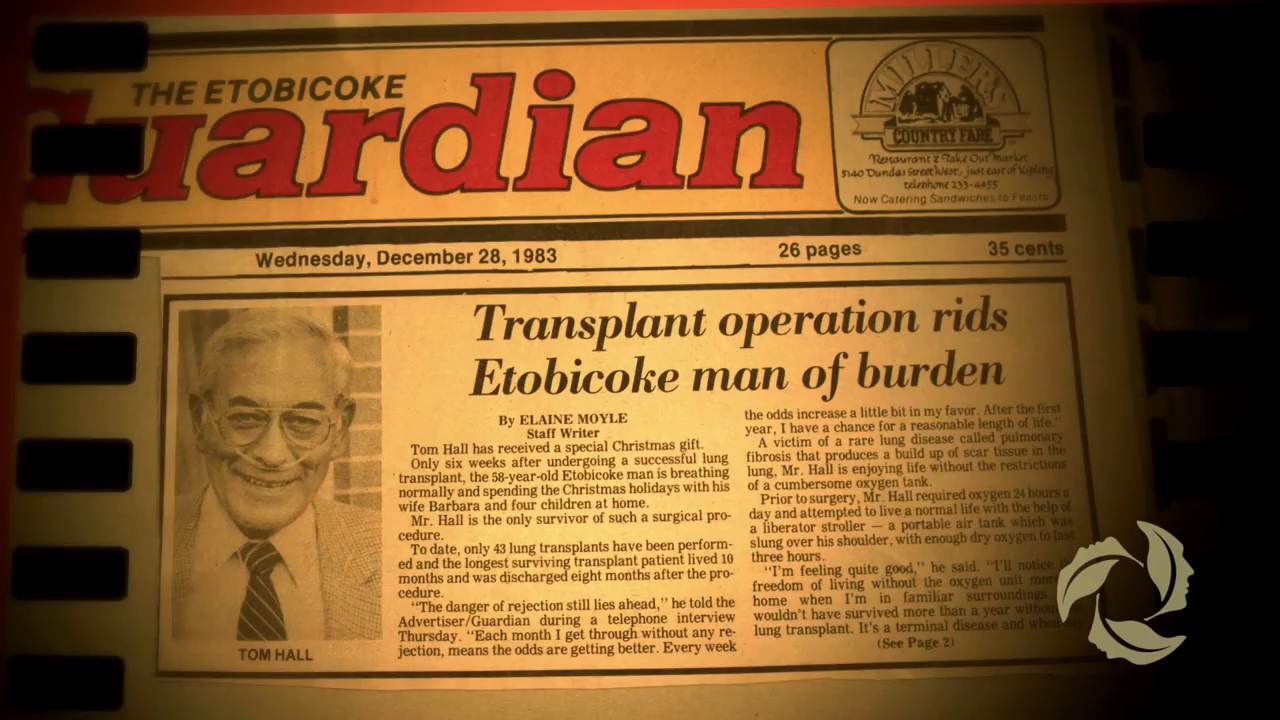 THE ETOBICOKE
Guardian
MILLER'S
COUNTRY FARE
Restaurant & Take Out market
5140 Dundas Street West, just east of Kipling
telephone 233-4455
Now Catering Sandwiches to Feasts
Wednesday, December 28, 1983
26 pages
35 cents
Transplant operation rids
Etobicoke man of burden
TOM HALL
By ELAINE MOYLE
Staff Writer
Tom Hall has received a special Christmas gift.
Only six weeks after undergoing a successful lung
transplant, the 58-year-old Etobicoke man is breathing
normally and spending the Christmas holidays with his
wife Barbara and four children at home.
Mr. Hall is the only survivor of such a surgical pro-
cedure.
To date, only 43 lung transplants have been perform-
ed and the longest surviving transplant patient lived 10
months and was discharged eight months after the pro-
cedure.
"The danger of rejection still lies ahead," he told the
Advertiser/Guardian during a telephone interview
Thursday. "Each month I get through without any re-
jection, means the odds are getting better. Every week
the odds increase a little bit in my favor. After the first
year, I have a chance for a reasonable length of life."
A victim of a rare lung disease called pulmonary
fibrosis that produces a build up of scar tissue in the
lung, Mr. Hall is enjoying life without the restrictions
of a cumbersome oxygen tank.
Prior to surgery, Mr. Hall required oxygen 24 hours a
day and attempted to live a normal life with the help of
a liberator stroller — a portable air tank which was
slung over his shoulder, with enough dry oxygen to last
three hours.
"I'm feeling quite good," he said. "I'll notice
freedom of living without the oxygen unit more
home when I'm in familiar surroundings.
wouldn't have survived more than a year without
lung transplant. It's a terminal disease and when
(See Page 2)